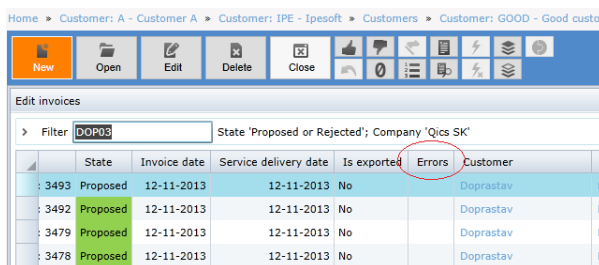 Home » Customer: A - Customer A » Customer: IPE - Ipesoft » Customers » Customer: GOOD - Good custo
New Open Edit Delete Close
Edit invoices
> Filter DOP03 State 'Proposed or Rejected'; Company 'Qics SK'
State Invoice date Service delivery date Is exported Errors Customer
: 3493 Proposed 12-11-2013 12-11-2013 No Doprastav
: 3492 Proposed 12-11-2013 12-11-2013 No Doprastav
: 3479 Proposed 12-11-2013 12-11-2013 No Doprastav
: 3478 Proposed 12-11-2013 12-11-2013 No Doprastav